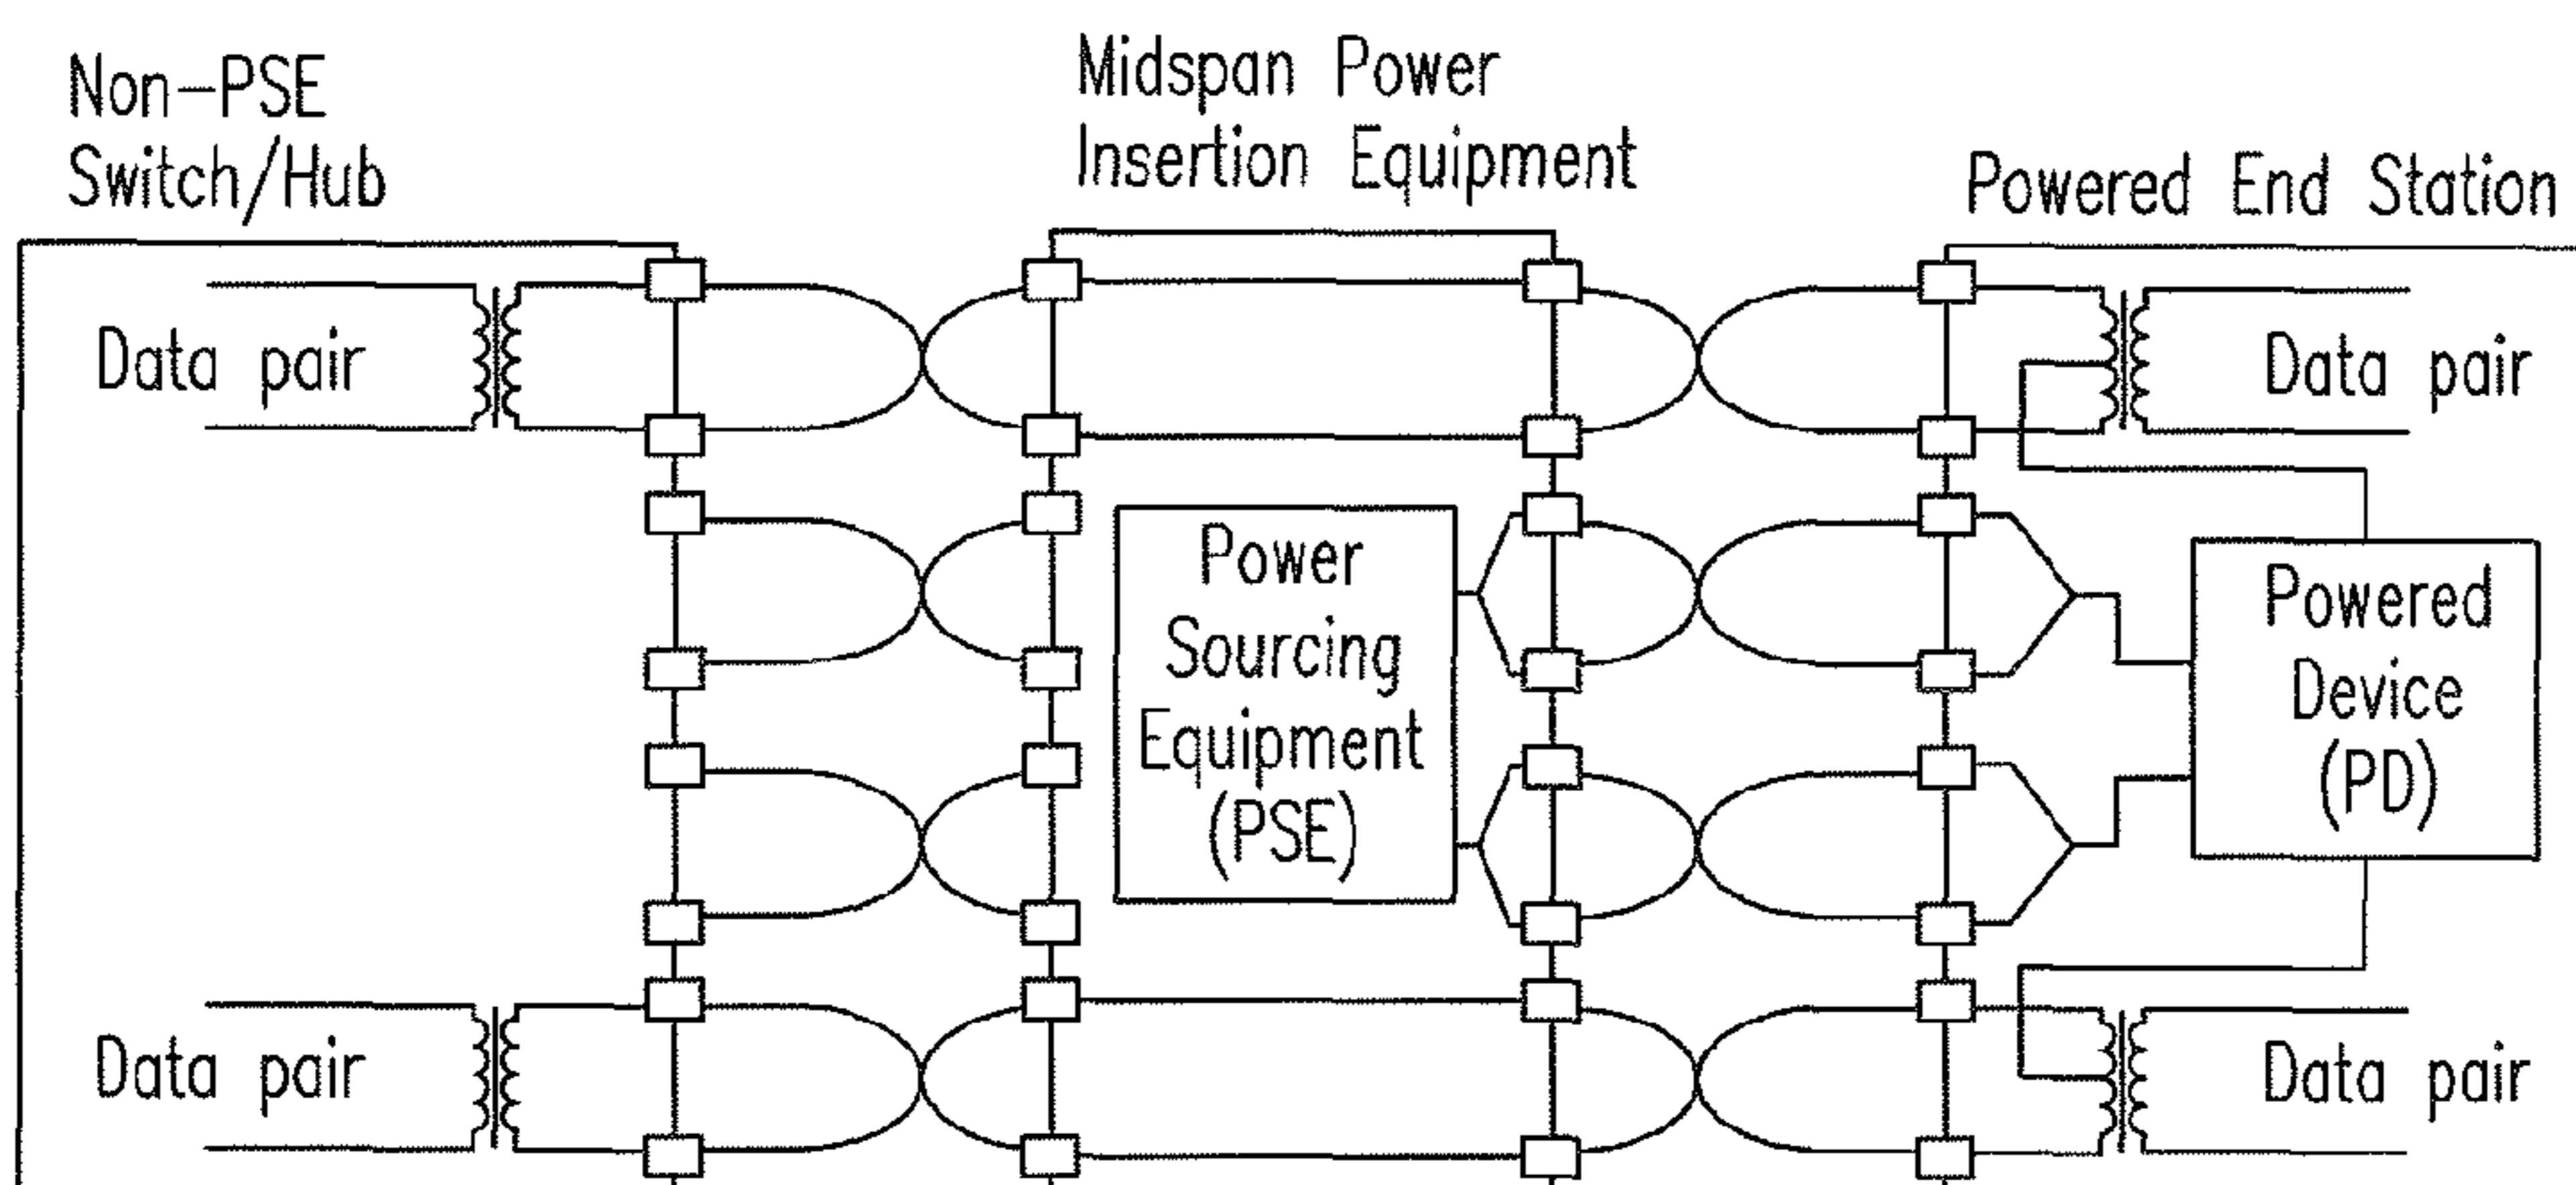 Non-PSE
Switch/Hub
Midspan Power
Insertion Equipment
Powered End Station
Data pair
Data pair
Power
Sourcing
Equipment
(PSE)
Powered
Device
(PD)
Data pair
Data pair